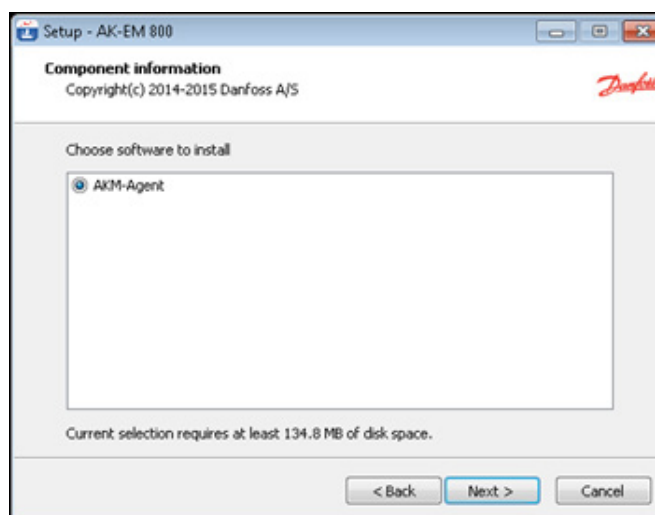 Setup - AK-EM 800
Component information
Copyright(c) 2014-2015 Danfoss A/S
Danfoss
Choose software to install
AKM-Agent
Current selection requires at least 134.8 MB of disk space.
< Back
Next >
Cancel